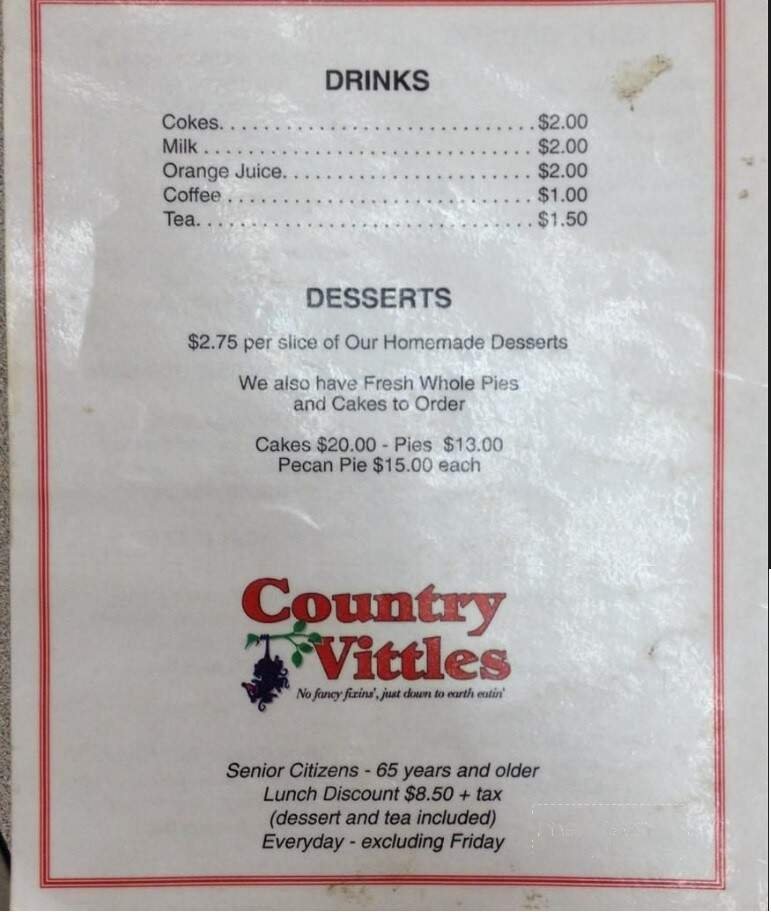 DRINKS
Cokes. . . . . . . . . . . . . . . . . . . . . . . . . . . . .$2.00
Milk . . . . . . . . . . . . . . . . . . . . . . . . . . . . . . $2.00
Orange Juice. . . . . . . . . . . . . . . . . . . . . . . $2.00
Coffee . . . . . . . . . . . . . . . . . . . . . . . . . . . . $1.00
Tea. . . . . . . . . . . . . . . . . . . . . . . . . . . . . . . $1.50
DESSERTS
$2.75 per slice of Our Homemade Desserts
We also have Fresh Whole Pies
and Cakes to Order
Cakes $20.00 - Pies $13.00
Pecan Pie $15.00 each
Country
Vittles
No fancy fixins', just down to earth eatin'
Senior Citizens - 65 years and older
Lunch Discount $8.50 + tax
(dessert and tea included)
Everyday - excluding Friday